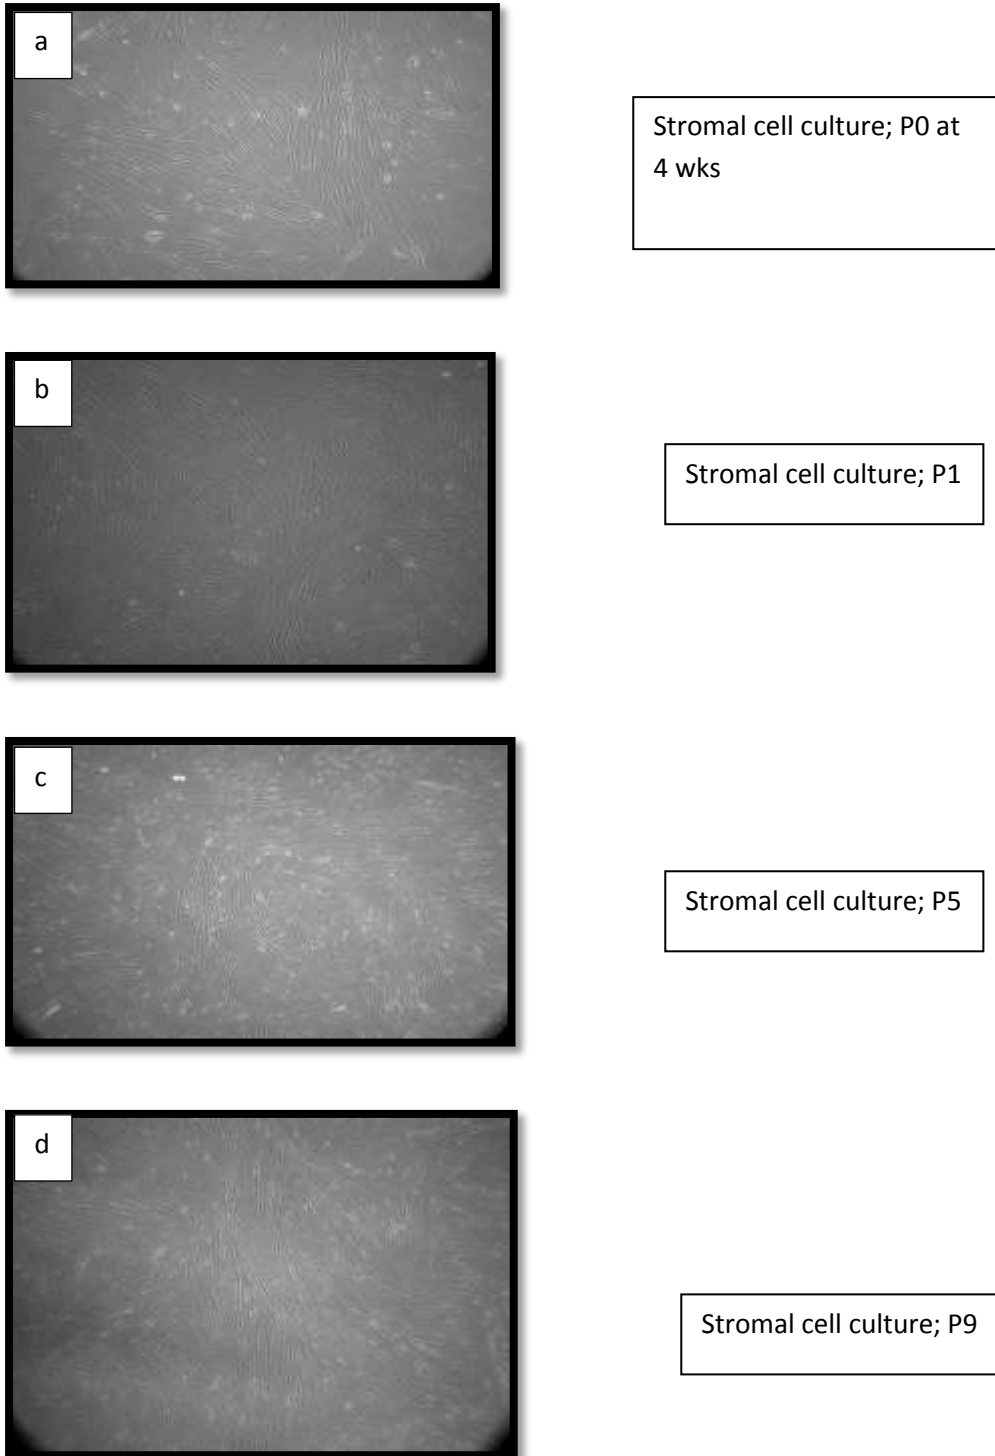 a
Stromal cell culture; P0 at
4 wks
b
Stromal cell culture; P1
c
Stromal cell culture; P5
d
Stromal cell culture; P9